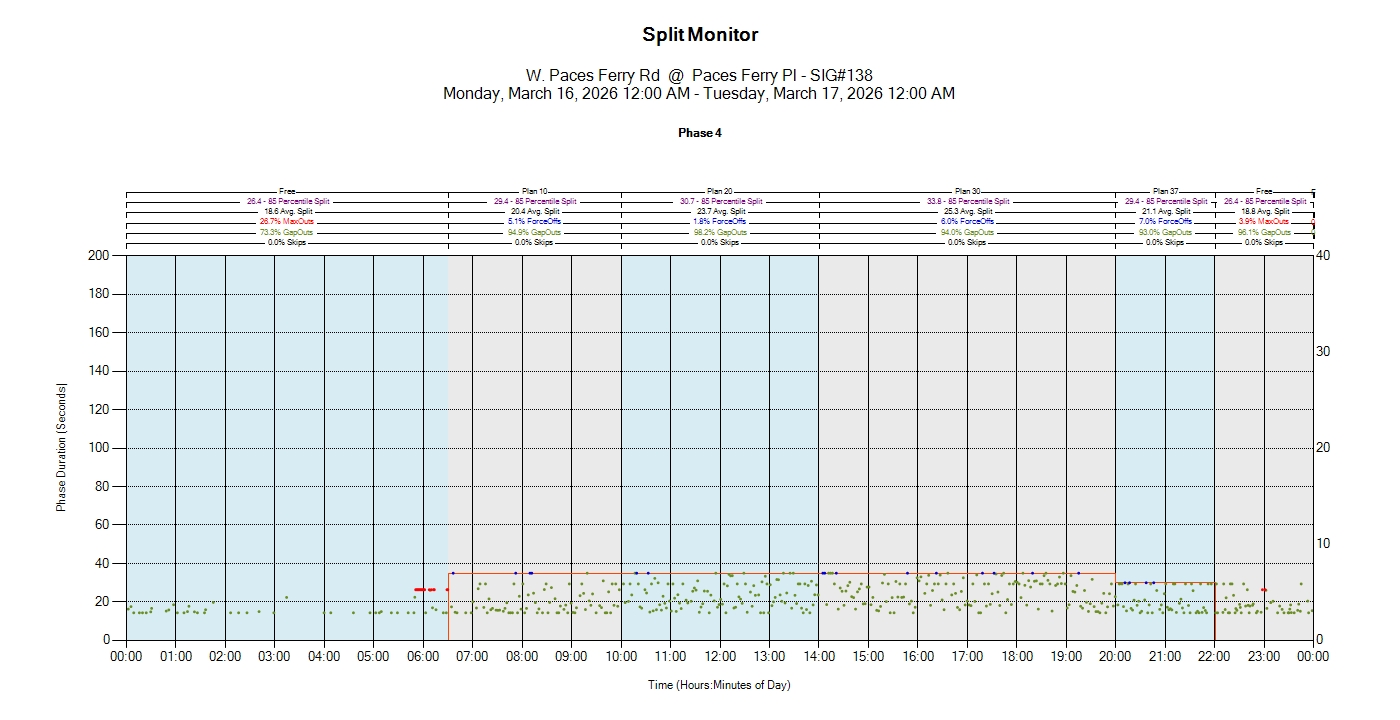 Split Monitor
W. Paces Ferry Rd @ Paces Ferry Pl - SIG#138
Monday, March 16, 2026 12:00 AM - Tuesday, March 17, 2026 12:00 AM
Phase 4
Free Plan 10 Plan 20 Plan 30 Plan 37 Free F
26.4 - 85 Percentile Split 29.4 - 85 Percentile Split 30.7 - 85 Percentile Split 33.8 - 85 Percentile Split 29.4 - 85 Percentile Split 26.4 - 85 Percentile Split
18.6 Avg. Split 20.4 Avg. Split 23.7 Avg. Split 25.3 Avg. Split 21.1 Avg. Split 18.8 Avg. Split
26.7% MaxOuts 5.1% ForceOffs 1.8% ForceOffs 6.0% ForceOffs 7.0% ForceOffs 3.9% MaxOuts
73.3% GapOuts 94.9% GapOuts 98.2% GapOuts 94.0% GapOuts 93.0% GapOuts 96.1% GapOuts
0.0% Skips 0.0% Skips 0.0% Skips 0.0% Skips 0.0% Skips 0.0% Skips
200 40
180
160
30
140
120
100 20
80
60
10
40
20
0 0
Phase Duration (Seconds)
00:00 01:00 02:00 03:00 04:00 05:00 06:00 07:00 08:00 09:00 10:00 11:00 12:00 13:00 14:00 15:00 16:00 17:00 18:00 19:00 20:00 21:00 22:00 23:00 00:00
Time (Hours:Minutes of Day)